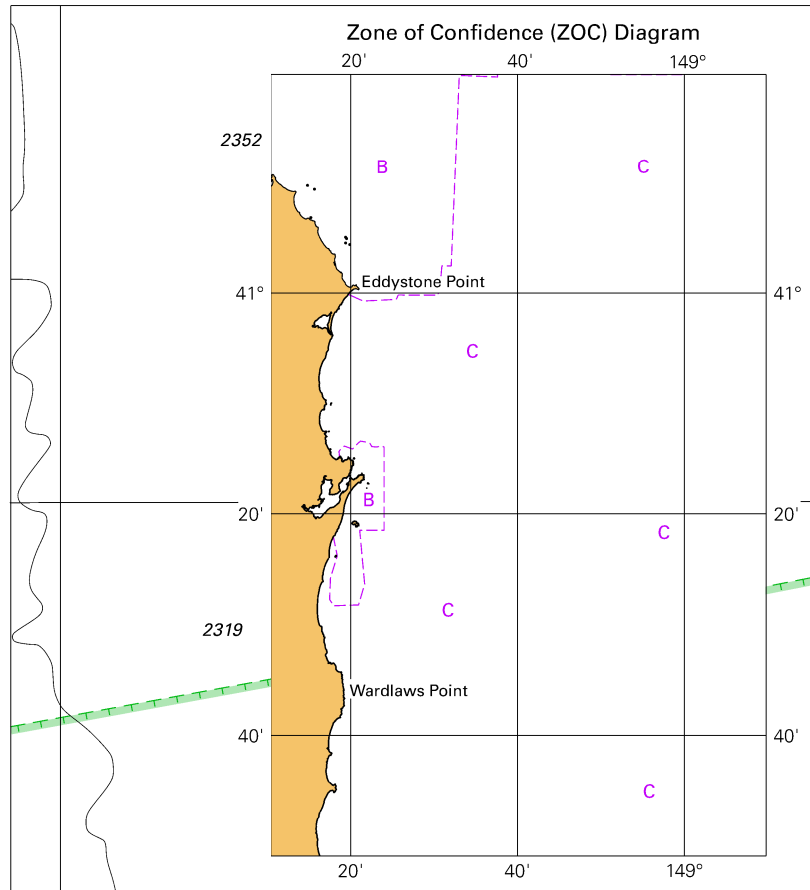 Zone of Confidence (ZOC) Diagram
20' 40' 149°
2352
B C
Eddystone Point
41° 41°
C
B
20' 20'
C
C
2319
Wardlaws Point
40' 40'
C
20' 40' 149°